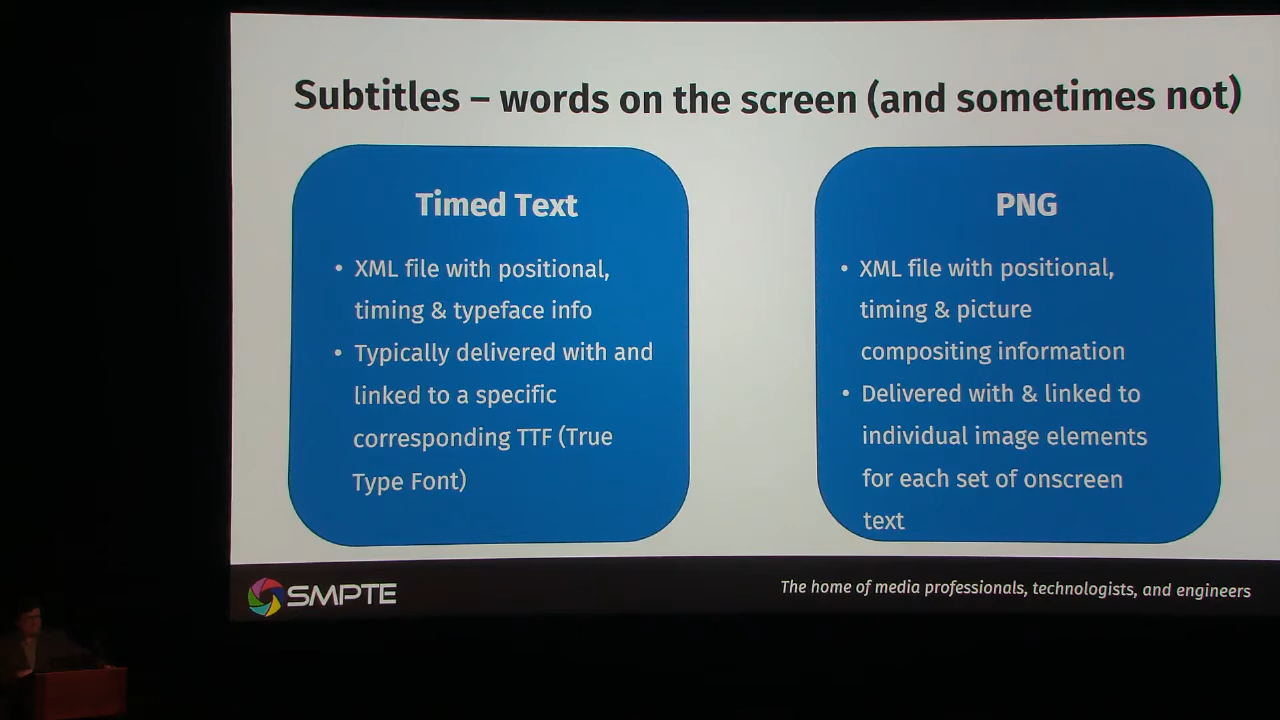 Subtitles – words on the screen (and sometimes not)
Timed Text
• XML file with positional,
timing & typeface info
• Typically delivered with and
linked to a specific
corresponding TTF (True
Type Font)
PNG
• XML file with positional,
timing & picture
compositing information
• Delivered with & linked to
individual image elements
for each set of onscreen
text
SMPTE
The home of media professionals, technologists, and engineers